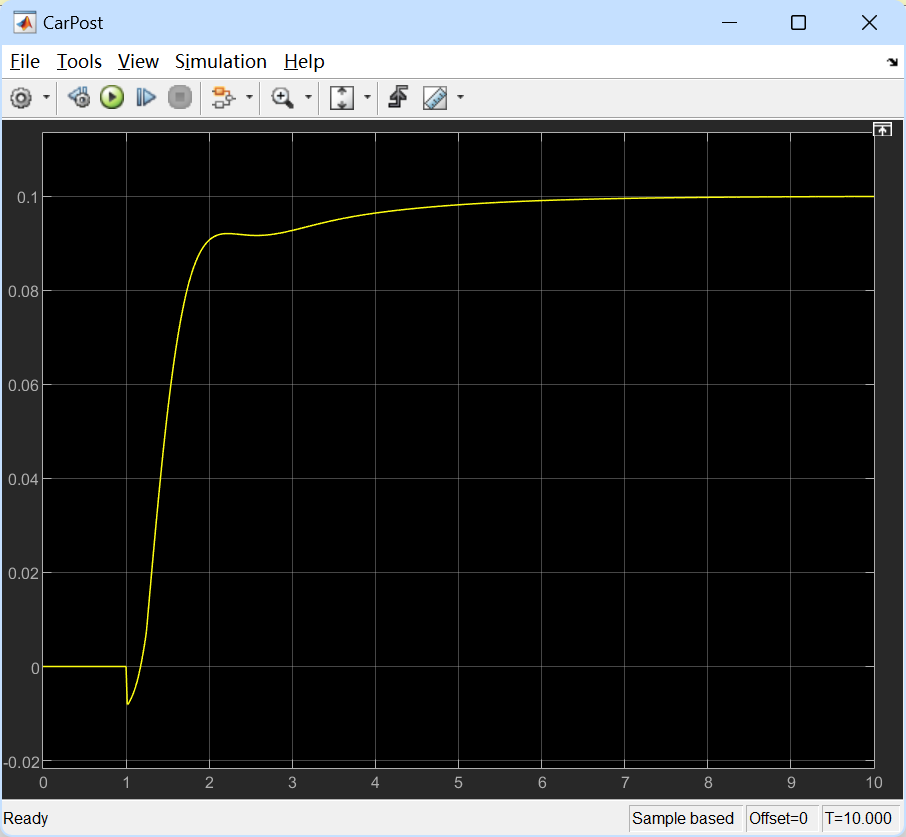 CarPost
File Tools View Simulation Help
0.1
0.08
0.06
0.04
0.02
0
-0.02
0 1 2 3 4 5 6 7 8 9 10
Ready Sample based Offset=0 T=10.000